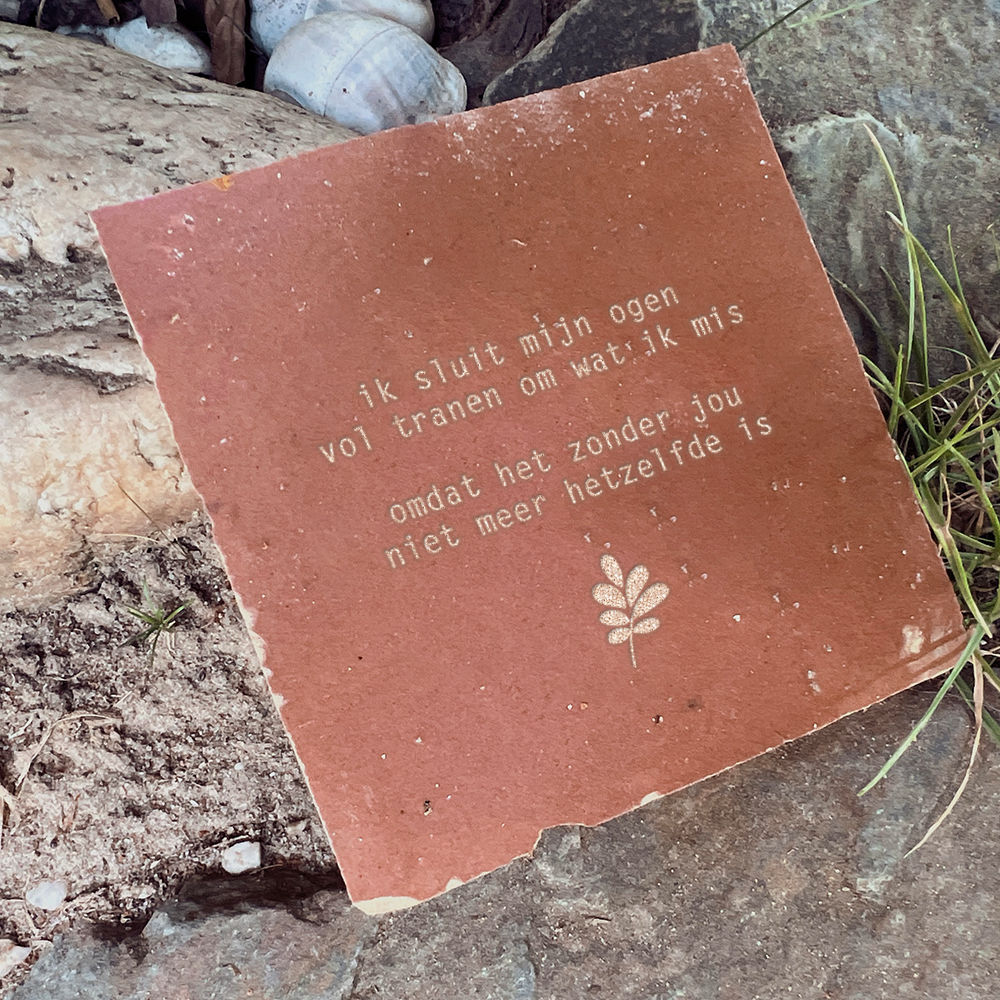 ik sluit mijn ogen
vol tranen om wat ik mis
omdat het zonder jou
niet meer hetzelfde is